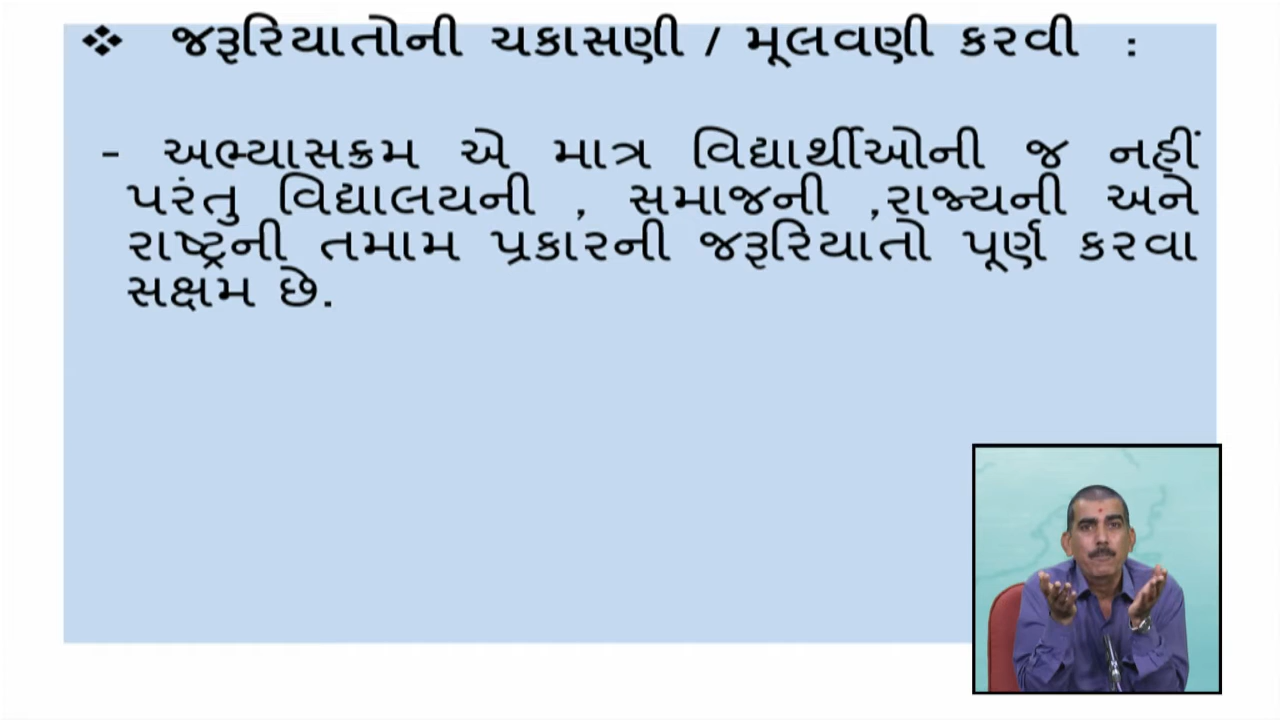 ❖ જરૂરિયાતોની ચકાસણી / મૂલવણી કરવી :
- અભ્યાસક્રમ એ માત્ર વિદ્યાર્થીઓની જ નહીં
પરંતુ વિદ્યાલયની , સમાજની ,રાજ્યની અને
રાષ્ટ્રની તમામ પ્રકારની જરૂરિયાતો પૂર્ણ કરવા
સક્ષમ છે.